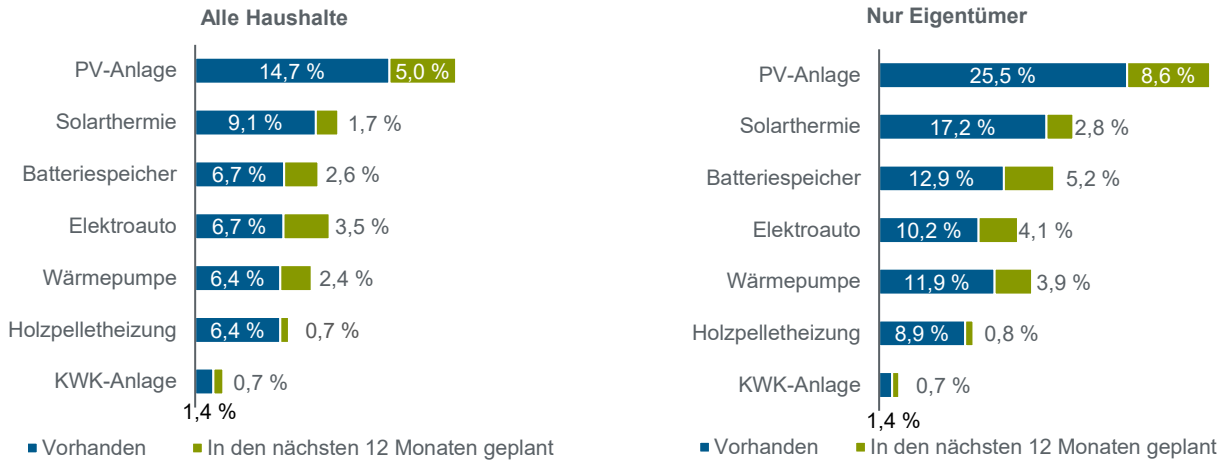 Alle Haushalte
PV-Anlage 14,7 % 5,0 %
Solarthermie 9,1 % 1,7 %
Batteriespeicher 6,7 % 2,6 %
Elektroauto 6,7 % 3,5 %
Wärmepumpe 6,4 % 2,4 %
Holzpelletheizung 6,4 % 0,7 %
KWK-Anlage 0,7 %
1,4 %
Vorhanden In den nächsten 12 Monaten geplant
Nur Eigentümer
PV-Anlage 25,5 % 8,6 %
Solarthermie 17,2 % 2,8 %
Batteriespeicher 12,9 % 5,2 %
Elektroauto 10,2 % 4,1 %
Wärmepumpe 11,9 % 3,9 %
Holzpelletheizung 8,9 % 0,8 %
KWK-Anlage 0,7 %
1,4 %
Vorhanden In den nächsten 12 Monaten geplant